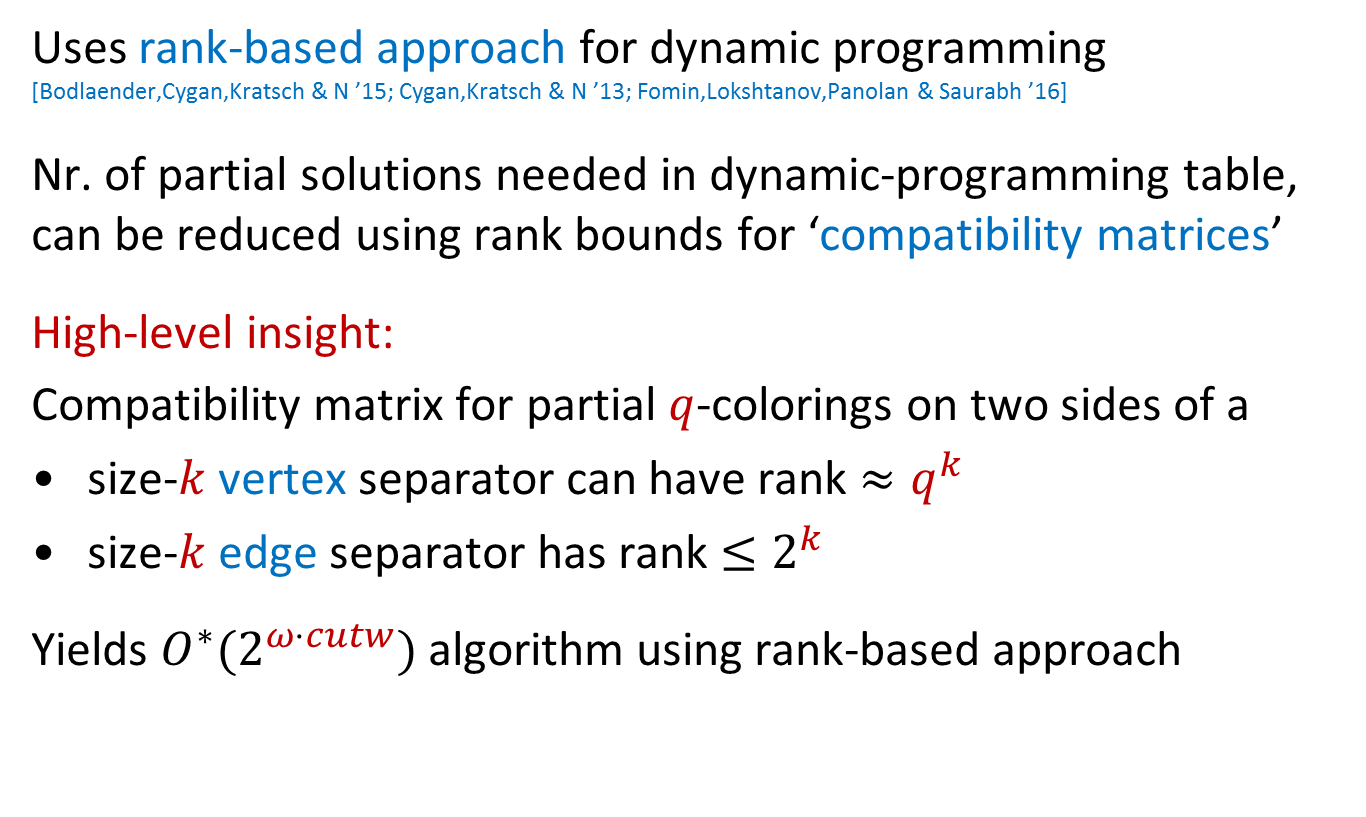 Uses rank-based approach for dynamic programming
[Bodlaender,Cygan,Kratsch & N ’15; Cygan,Kratsch & N ’13; Fomin,Lokshtanov,Panolan & Saurabh ’16]
Nr. of partial solutions needed in dynamic-programming table,
can be reduced using rank bounds for ‘compatibility matrices’
High-level insight:
Compatibility matrix for partial q-colorings on two sides of a
• size-k vertex separator can have rank ≈ q^k
• size-k edge separator has rank ≤ 2^k
Yields O*(2^{ω·cutw}) algorithm using rank-based approach